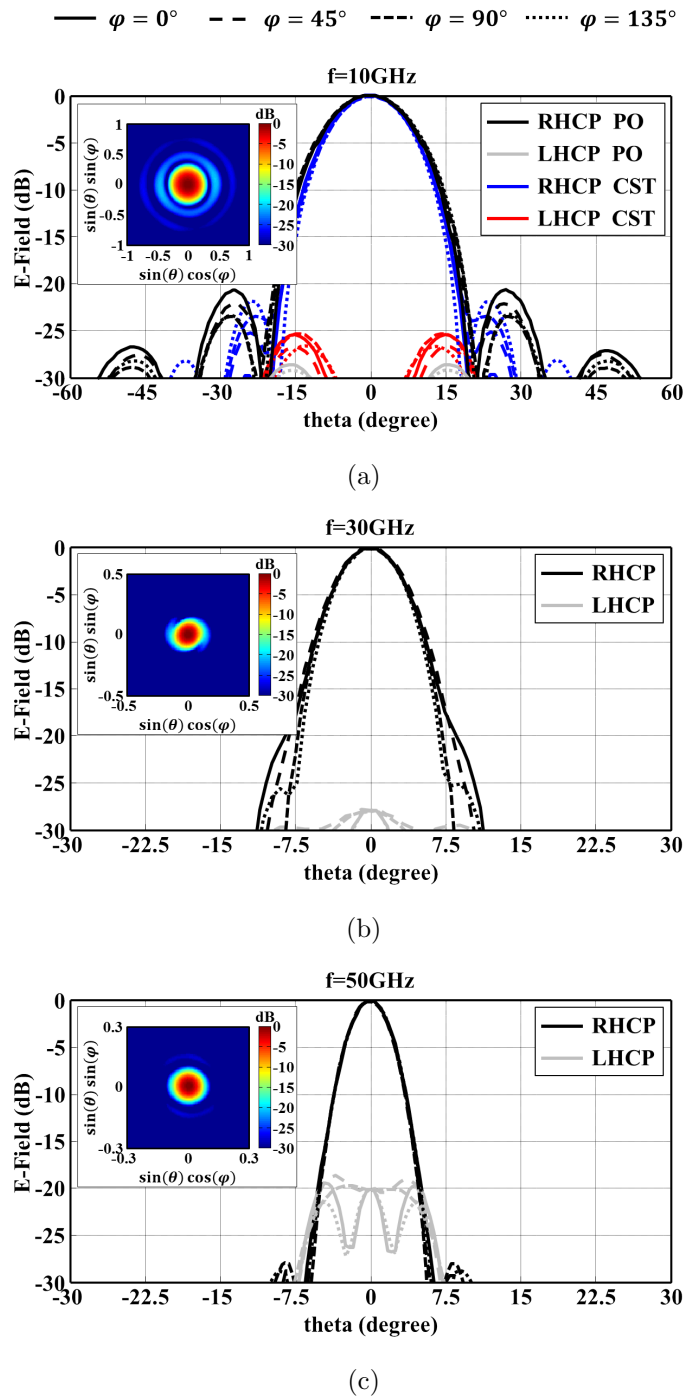 φ = 0° φ = 45° φ = 90° φ = 135°
f=10GHz
E-Field (dB)
0
-5
-10
-15
-20
-25
-30
-60 -45 -30 -15 0 15 30 45 60
theta (degree)
sin(θ) sin(φ)
1
0.5
0
-0.5
-1
-1 -0.5 0 0.5 1
sin(θ) cos(φ)
dB
0
-5
-10
-15
-20
-25
-30
RHCP PO
LHCP PO
RHCP CST
LHCP CST
(a)
f=30GHz
E-Field (dB)
0
-5
-10
-15
-20
-25
-30
-30 -22.5 -15 -7.5 0 7.5 15 22.5 30
theta (degree)
sin(θ) sin(φ)
0.5
0
-0.5
-0.5 0 0.5
sin(θ) cos(φ)
dB
0
-5
-10
-15
-20
-25
-30
RHCP
LHCP
(b)
f=50GHz
E-Field (dB)
0
-5
-10
-15
-20
-25
-30
-30 -22.5 -15 -7.5 0 7.5 15 22.5 30
theta (degree)
sin(θ) sin(φ)
0.3
0
-0.3
-0.3 0 0.3
sin(θ) cos(φ)
dB
0
-5
-10
-15
-20
-25
-30
RHCP
LHCP
(c)